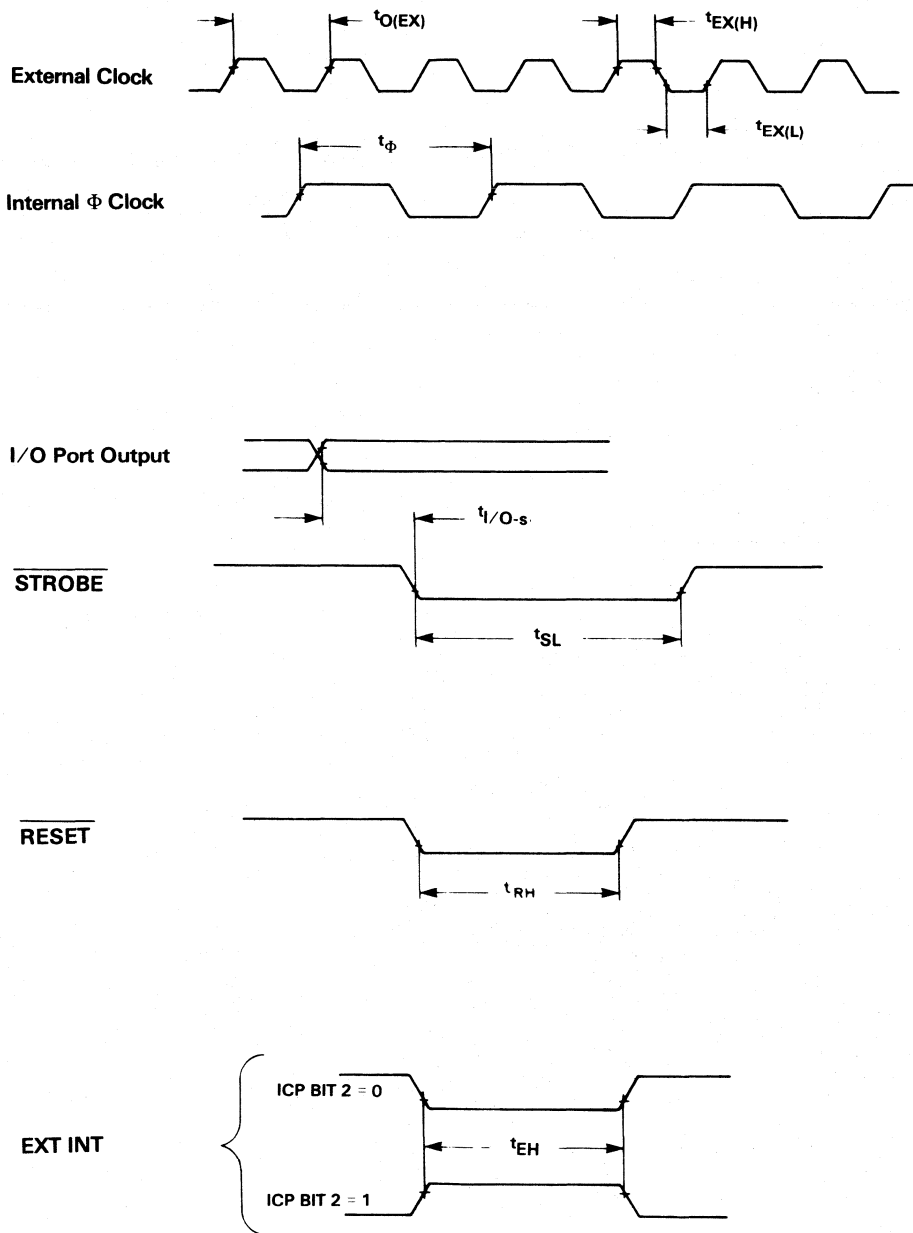 tO(EX)
tEX(H)
External Clock
tEX(L)
tΦ
Internal Φ Clock
I/O Port Output
tI/O-s
STROBE
tSL
RESET
tRH
ICP BIT 2 = 0
EXT INT
tEH
ICP BIT 2 = 1